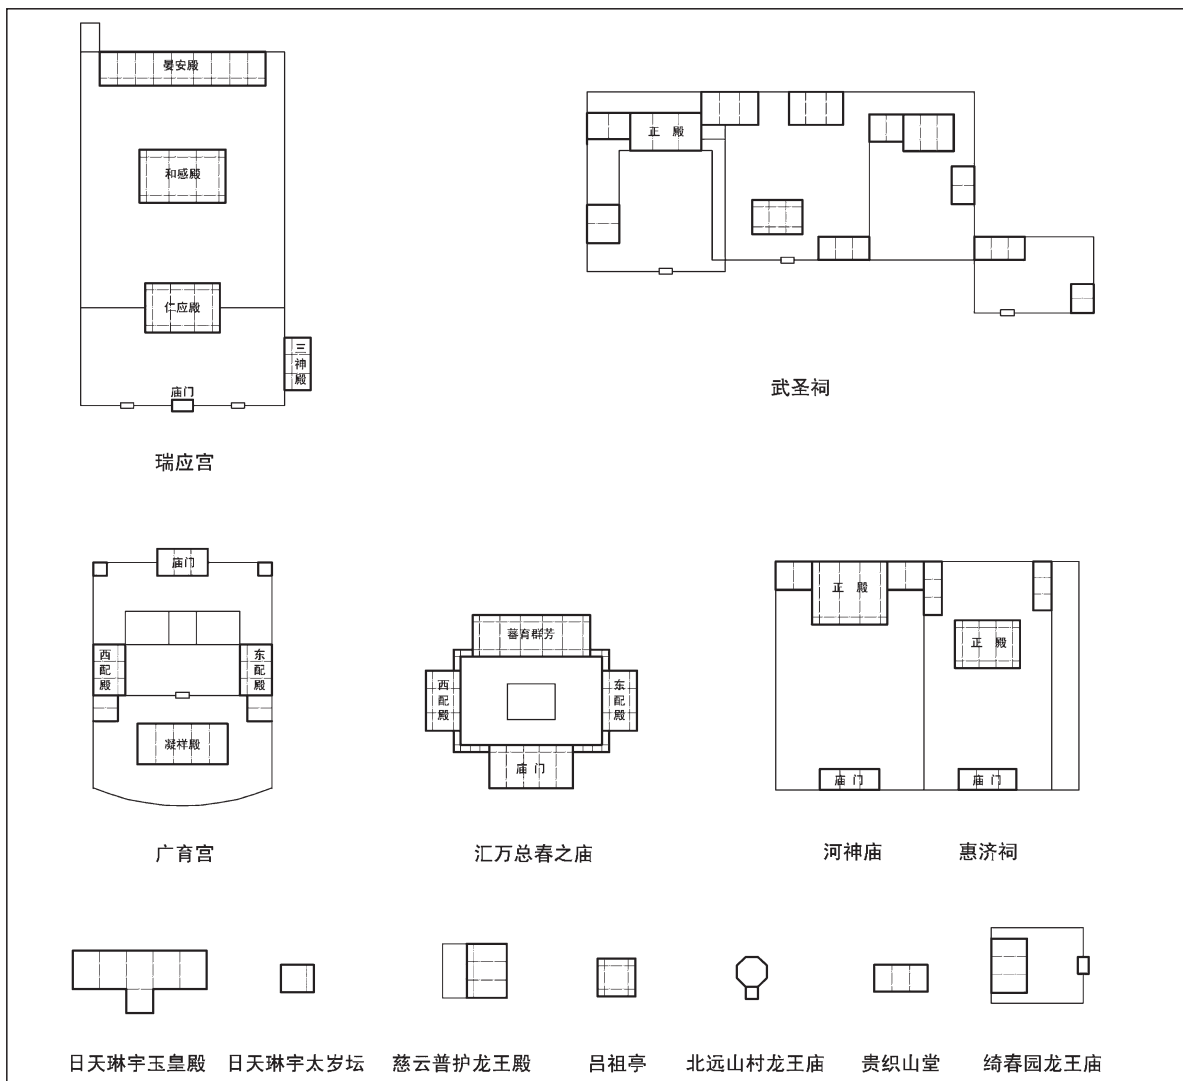 晏安殿
和感殿
仁应殿
三神殿
庙门
瑞应宫
正 殿
武圣祠
庙门
西配殿
东配殿
凝祥殿
广育宫
蕃育群芳
西配殿
东配殿
庙 门
汇万总春之庙
正 殿
正 殿
庙 门
庙 门
河神庙
惠济祠
日天琳宇玉皇殿
日天琳宇太岁坛
慈云普护龙王殿
吕祖亭
北远山村龙王庙
贵织山堂
绮春园龙王庙